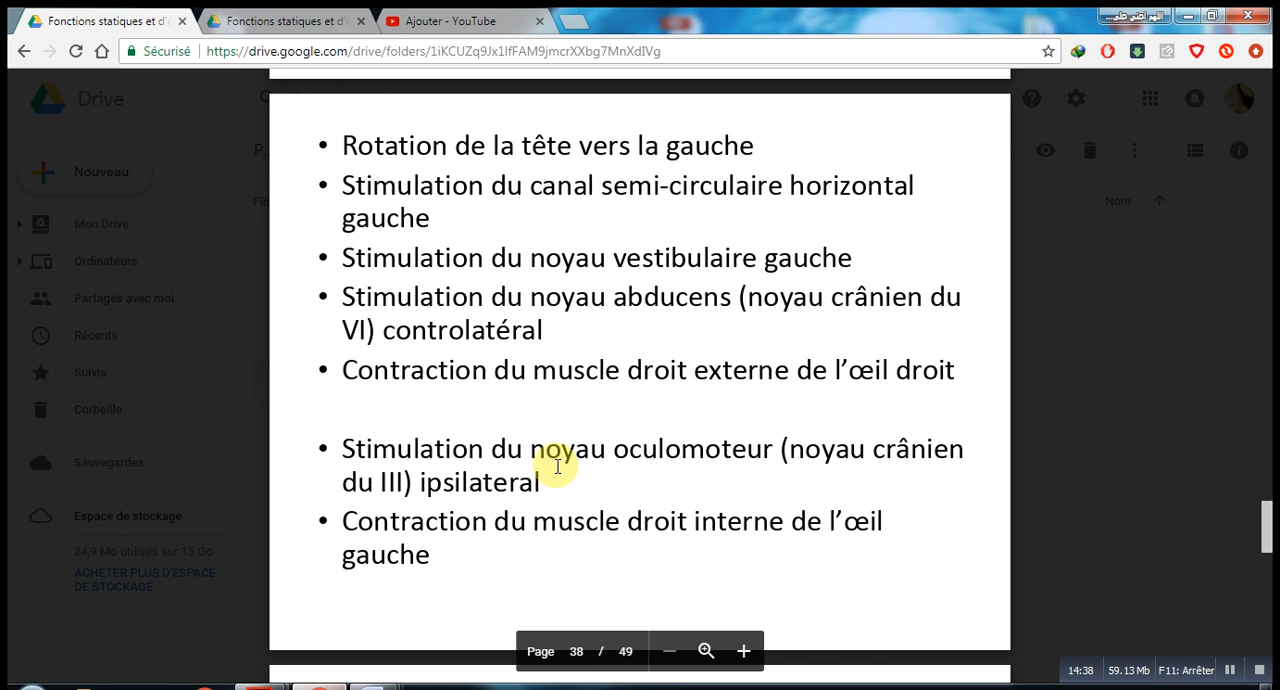 Fonctions statiques et d'
Fonctions statiques et d'
Ajouter - YouTube
Sécurisé
https://drive.google.com/drive/folders/1iKCUZq9Jx1lfFAM9jmcrXXbg7MnXdIVg
Drive
Nouveau
Mon Drive
Ordinateurs
Partagés avec moi
Récents
Suivis
Corbeille
Sauvegardes
Espace de stockage
24,9 Mo utilisés sur 15 Go
ACHETER PLUS D'ESPACE
DE STOCKAGE
Nom
• Rotation de la tête vers la gauche
• Stimulation du canal semi-circulaire horizontal
gauche
• Stimulation du noyau vestibulaire gauche
• Stimulation du noyau abducens (noyau crânien du
VI) controlatéral
• Contraction du muscle droit externe de l’œil droit
• Stimulation du noyau oculomoteur (noyau crânien
du III) ipsilateral
• Contraction du muscle droit interne de l’œil
gauche
Page 38 / 49
14:38 59.13 Mb F11: Arrêter